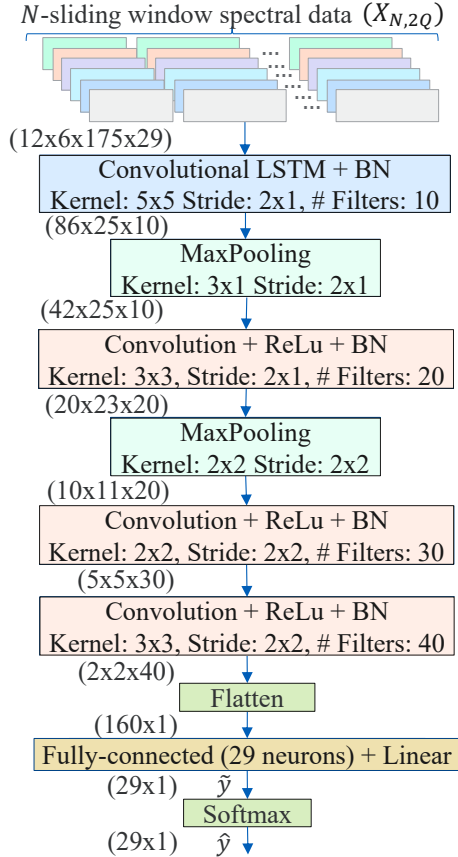 N-sliding window spectral data (X_{N,2Q})
(12x6x175x29)
Convolutional LSTM + BN
Kernel: 5x5 Stride: 2x1, # Filters: 10
(86x25x10)
MaxPooling
Kernel: 3x1 Stride: 2x1
(42x25x10)
Convolution + ReLu + BN
Kernel: 3x3, Stride: 2x1, # Filters: 20
(20x23x20)
MaxPooling
Kernel: 2x2 Stride: 2x2
(10x11x20)
Convolution + ReLu + BN
Kernel: 2x2, Stride: 2x2, # Filters: 30
(5x5x30)
Convolution + ReLu + BN
Kernel: 3x3, Stride: 2x2, # Filters: 40
(2x2x40)
Flatten
(160x1)
Fully-connected (29 neurons) + Linear
(29x1) ỹ
Softmax
(29x1) ŷ